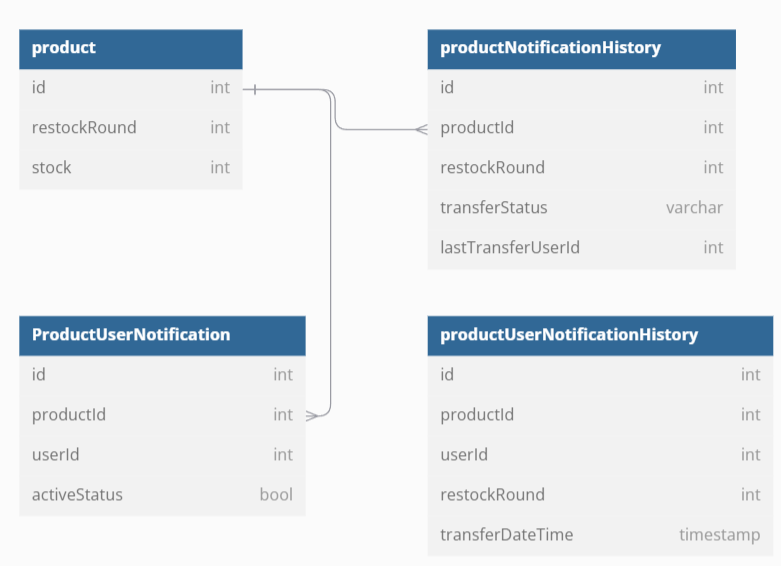 product
id int
restockRound int
stock int
productNotificationHistory
id int
productId int
restockRound int
transferStatus varchar
lastTransferUserId int
ProductUserNotification
id int
productId int
userId int
activeStatus bool
productUserNotificationHistory
id int
productId int
userId int
restockRound int
transferDateTime timestamp